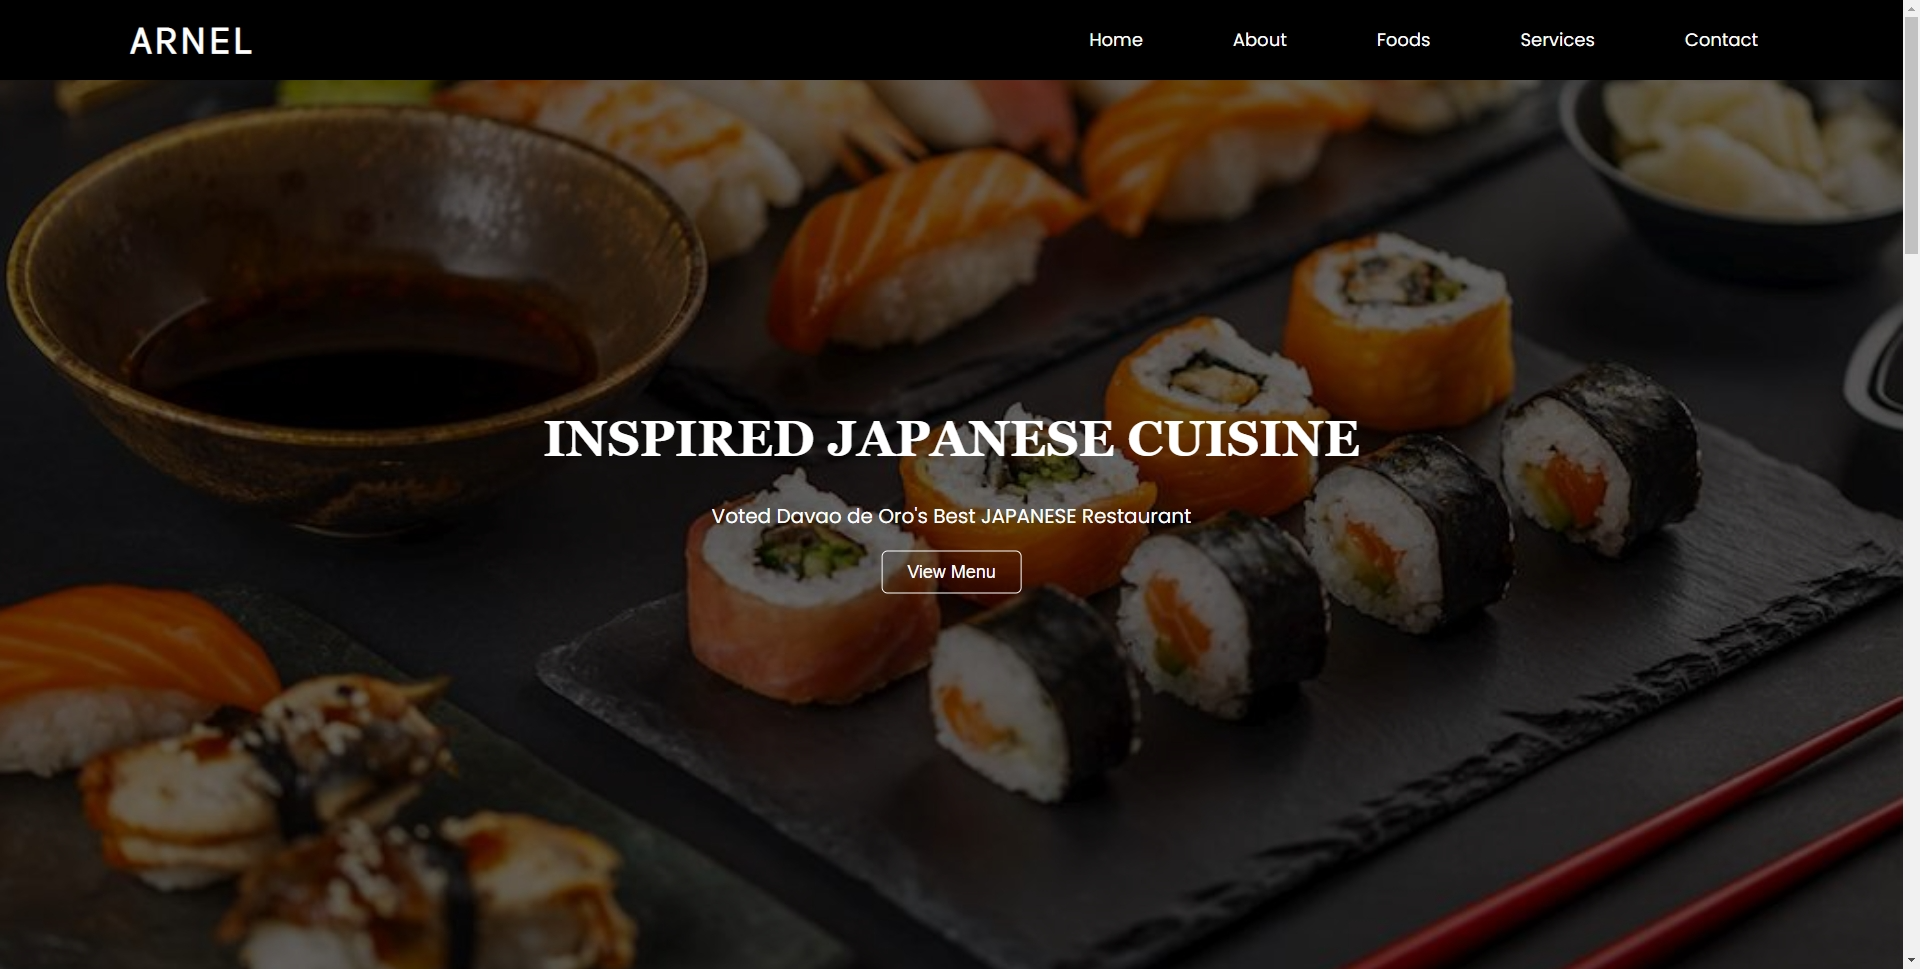 ARNEL
Home About Foods Services Contact
INSPIRED JAPANESE CUISINE
Voted Davao de Oro's Best JAPANESE Restaurant
View Menu